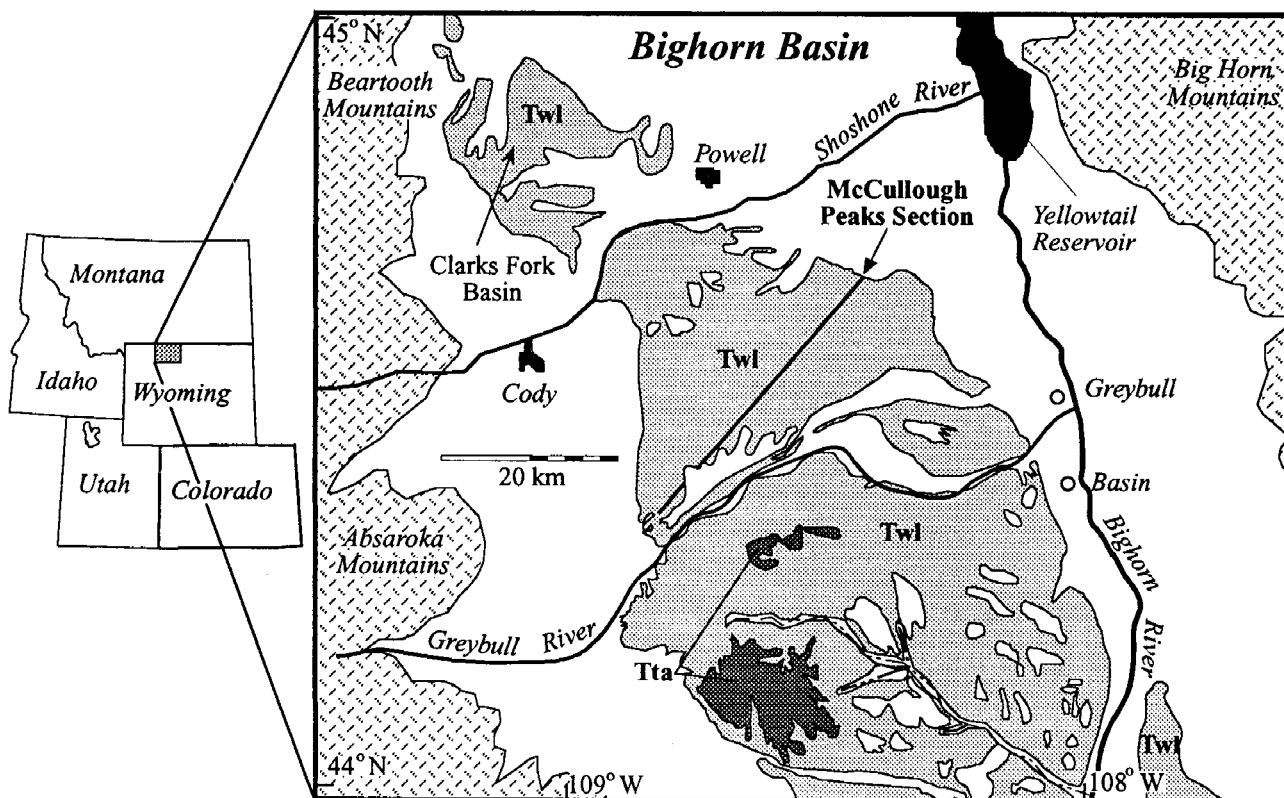 45° N
Bighorn Basin
Beartooth
Mountains
Big Horn
Mountains
Twl
Shoshone River
Powell
McCullough
Peaks Section
Yellowtail
Reservoir
Clarks Fork
Basin
Montana
Idaho
Wyoming
Utah
Colorado
Twl
Cody
Greybull
20 km
Basin
Absaroka
Mountains
Twl
Bighorn River
Greybull River
Tta
Twl
44° N
109° W
108° W